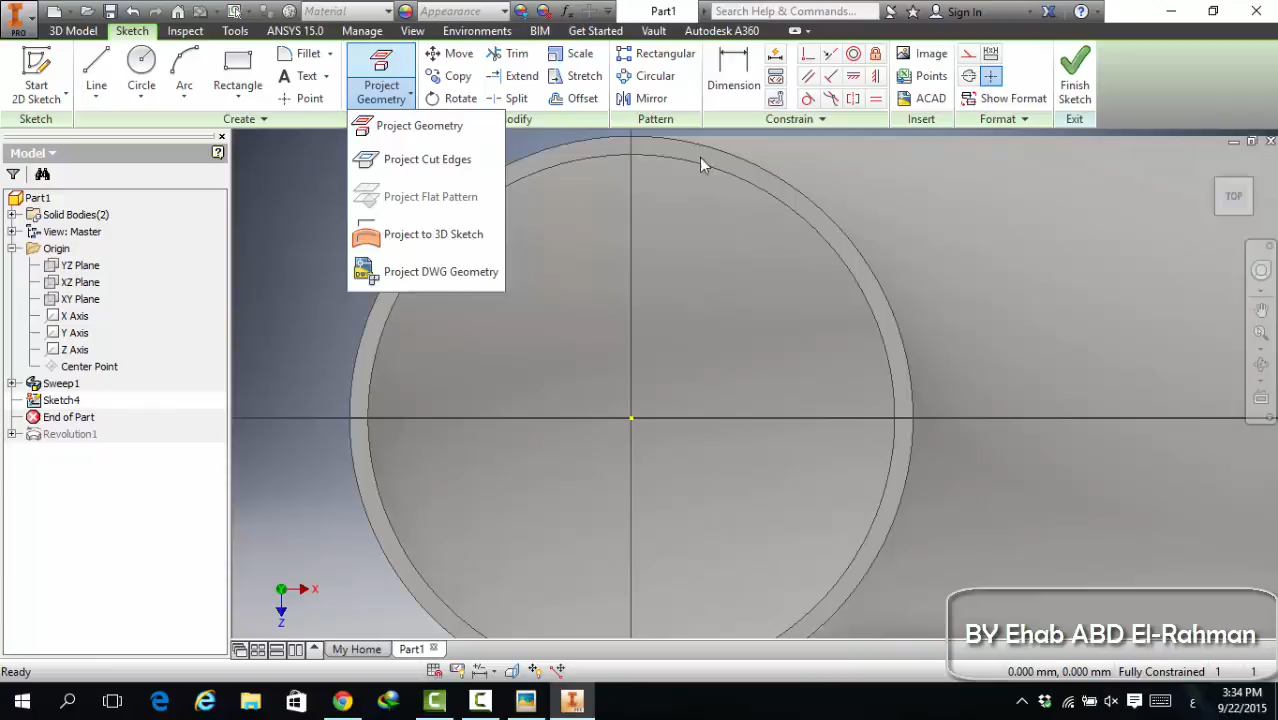 Material
Appearance
Part1
Search Help & Commands...
Sign In
PRO
3D Model
Sketch
Inspect
Tools
ANSYS 15.0
Manage
View
Environments
BIM
Get Started
Vault
Autodesk A360
Start
2D Sketch
Line
Circle
Arc
Rectangle
Fillet
Text
Point
Project
Geometry
Move
Copy
Rotate
Trim
Extend
Split
Scale
Stretch
Offset
Rectangular
Circular
Mirror
Dimension
Image
Points
ACAD
Show Format
Finish
Sketch
Sketch
Create
odify
Pattern
Constrain
Insert
Format
Exit
Project Geometry
Project Cut Edges
Project Flat Pattern
Project to 3D Sketch
Project DWG Geometry
Model
Part1
Solid Bodies(2)
View: Master
Origin
YZ Plane
XZ Plane
XY Plane
X Axis
Y Axis
Z Axis
Center Point
Sweep1
Sketch4
End of Part
Revolution1
TOP
X
Z
BY Ehab ABD El-Rahman
My Home
Part1
Ready
0.000 mm, 0.000 mm
Fully Constrained
1
1
3:34 PM
9/22/2015